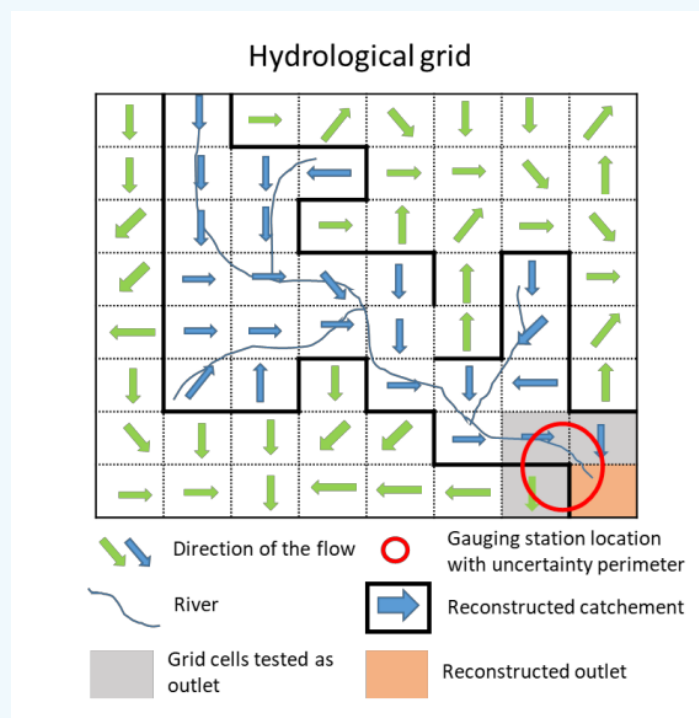 Hydrological grid
Direction of the flow
Gauging station location
with uncertainty perimeter
River
Reconstructed catchement
Grid cells tested as
outlet
Reconstructed outlet